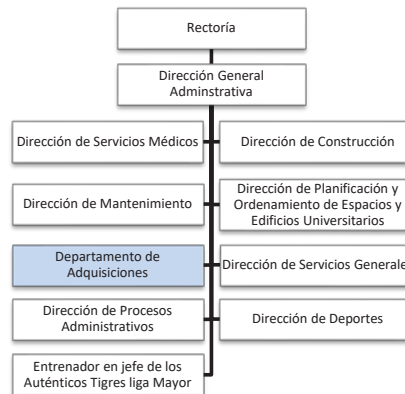 Rectoría
Dirección General
Adminstrativa
Dirección de Servicios Médicos
Dirección de Construcción
Dirección de Mantenimiento
Dirección de Planificación y
Ordenamiento de Espacios y
Edificios Universitarios
Departamento de
Adquisiciones
Dirección de Servicios Generales
Dirección de Procesos
Administrativos
Dirección de Deportes
Entrenador en jefe de los
Auténticos Tigres liga Mayor